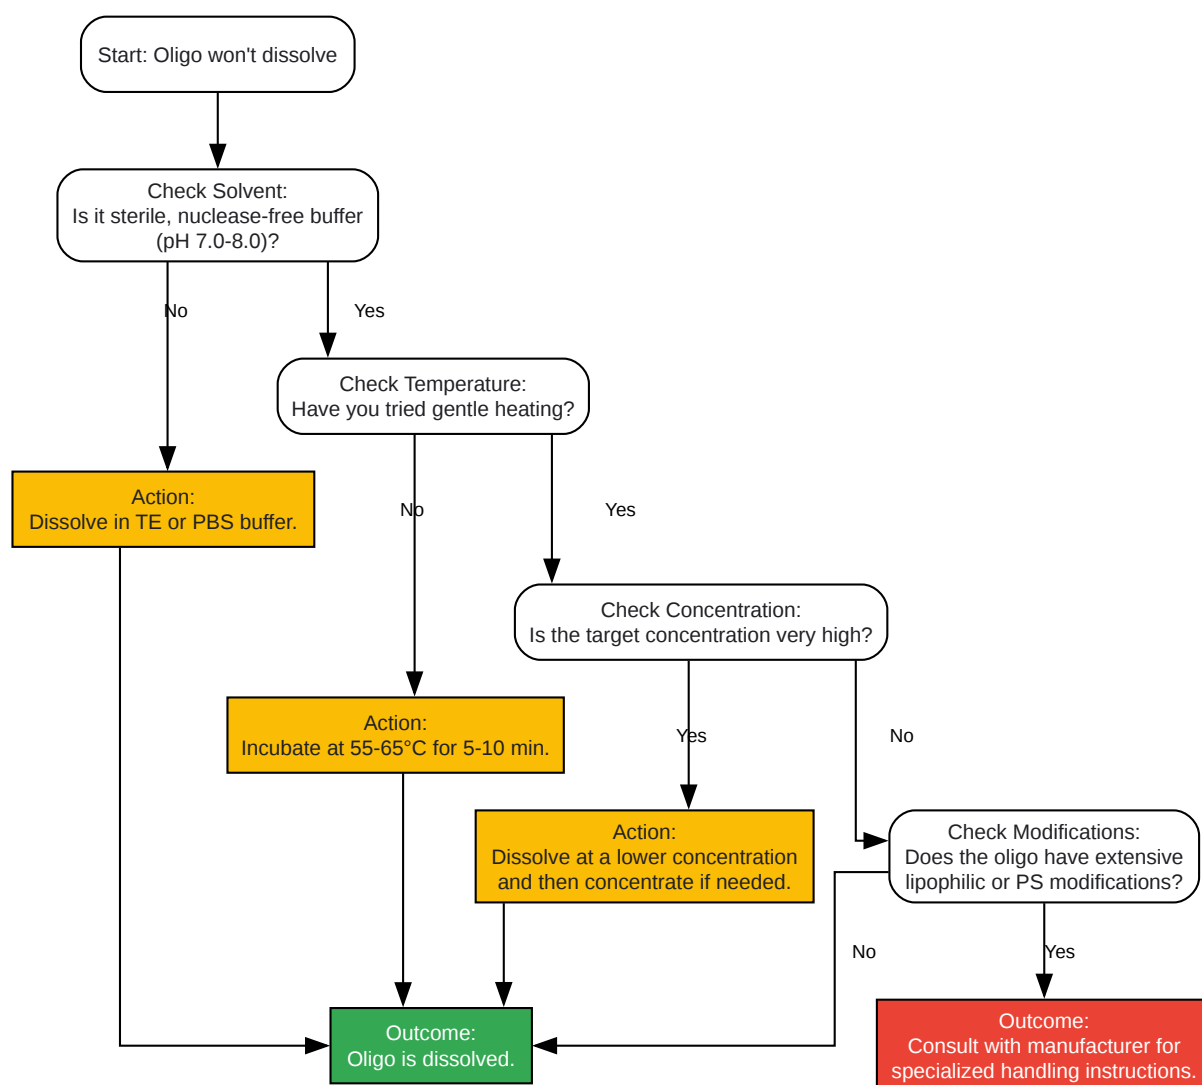 Start: Oligo won't dissolve
Check Solvent:
Is it sterile, nuclease-free buffer
(pH 7.0-8.0)?
No
Yes
Check Temperature:
Have you tried gentle heating?
Action:
Dissolve in TE or PBS buffer.
No
Yes
Check Concentration:
Is the target concentration very high?
Action:
Incubate at 55-65°C for 5-10 min.
Yes
No
Action:
Dissolve at a lower concentration
and then concentrate if needed.
Check Modifications:
Does the oligo have extensive
lipophilic or PS modifications?
No
Yes
Outcome:
Oligo is dissolved.
Outcome:
Consult with manufacturer for
specialized handling instructions.